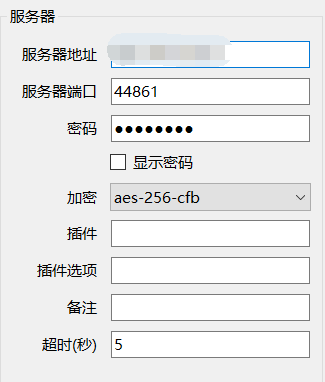 服务器
服务器地址
服务器端口 44861
密码 ●●●●●●●●
显示密码
加密 aes-256-cfb
插件
插件选项
备注
超时(秒) 5